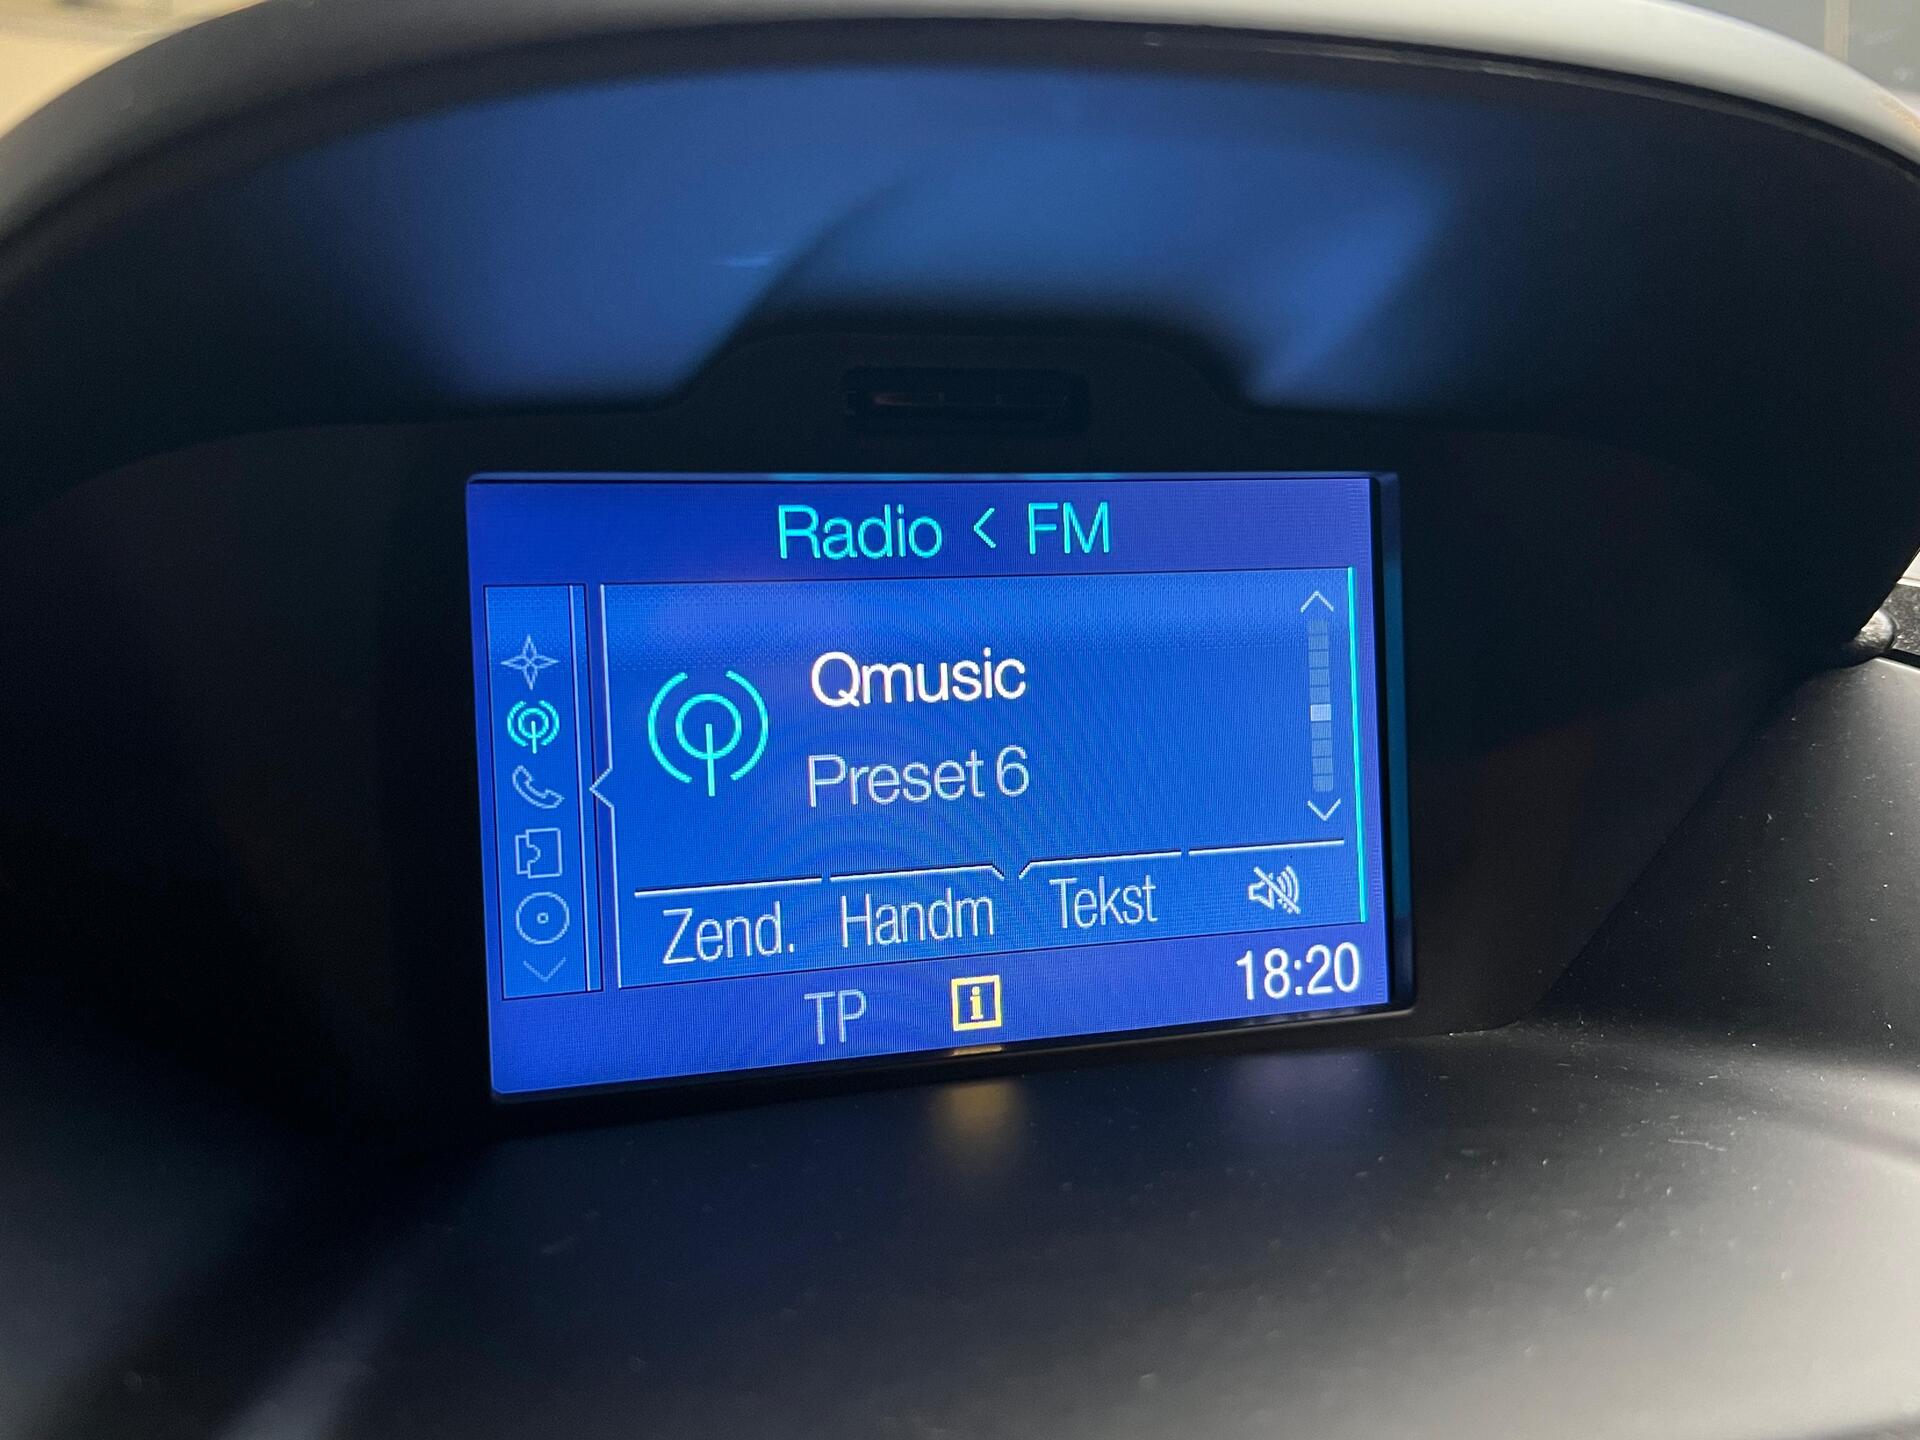 Radio < FM
Qmusic
Preset 6
Zend. Handm Tekst
TP i 18:20